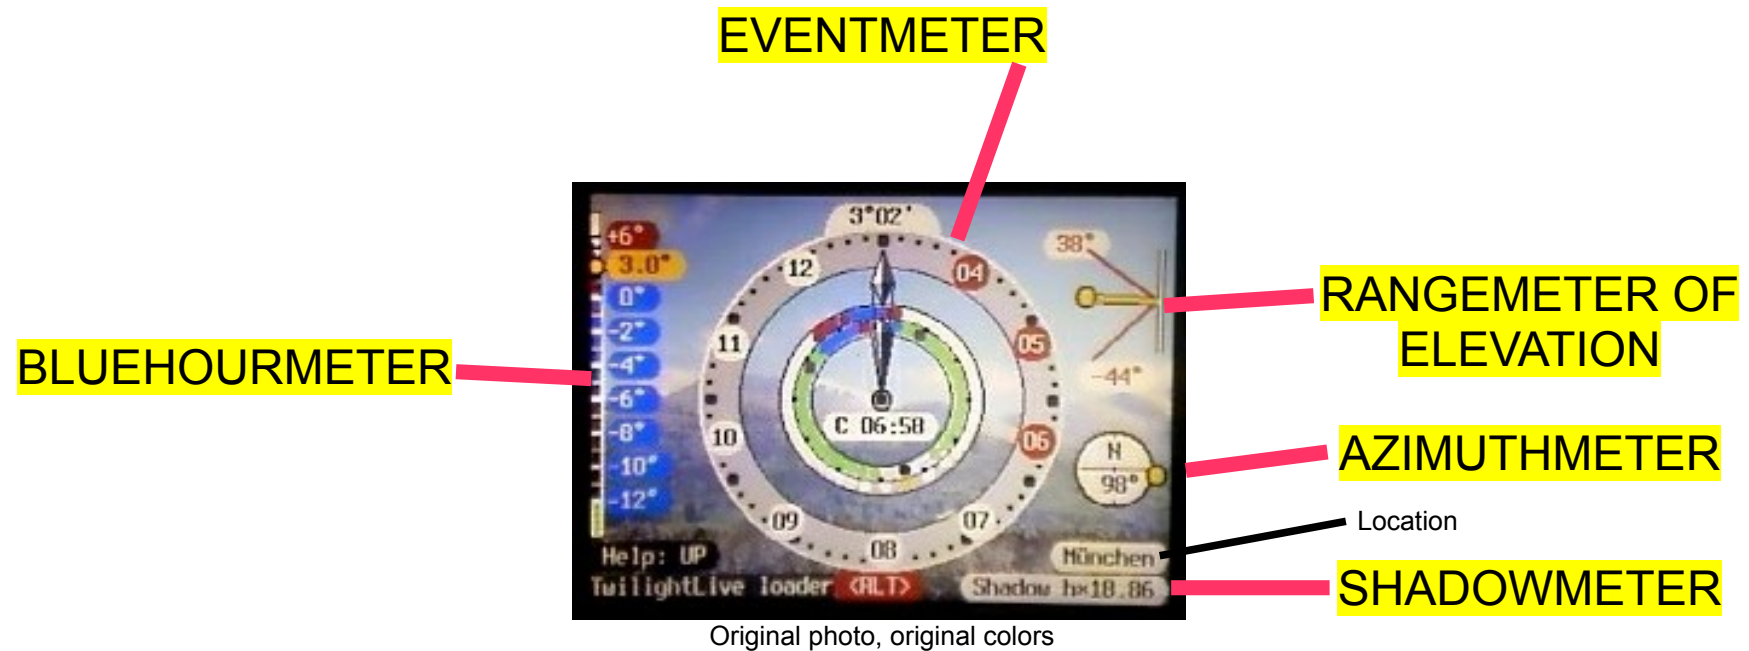 EVENTMETER
3°02'
+6°
3.0°
0°
-2°
-4°
-6°
-8°
-10°
-12°
12
04
11
05
10
06
09
07
08
C 06:58
38°
-44°
N
98°
BLUEHOURMETER
RANGEMETER OF
ELEVATION
AZIMUTHMETER
Location
Help: UP
München
TwilightLive loader <ALT>
Shadow h×18.86
SHADOWMETER
Original photo, original colors